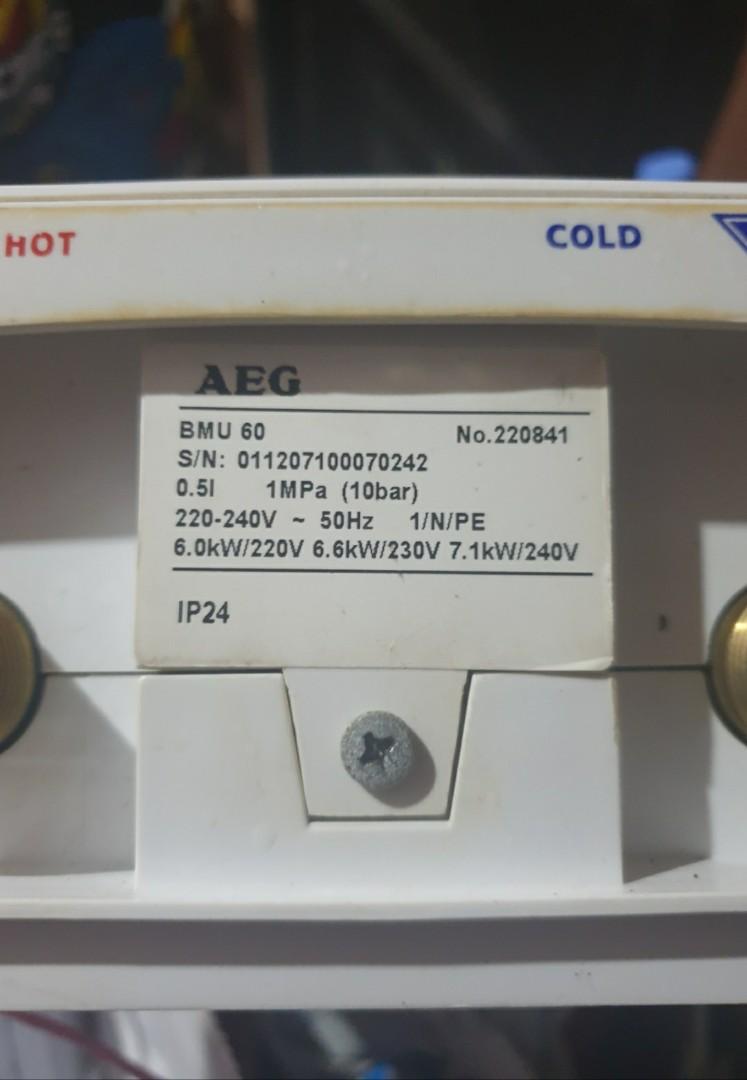 HOT COLD
AEG
BMU 60 No.220841
S/N: 011207100070242
0.5l 1MPa (10bar)
220-240V ~ 50Hz 1/N/PE
6.0kW/220V 6.6kW/230V 7.1kW/240V
IP24